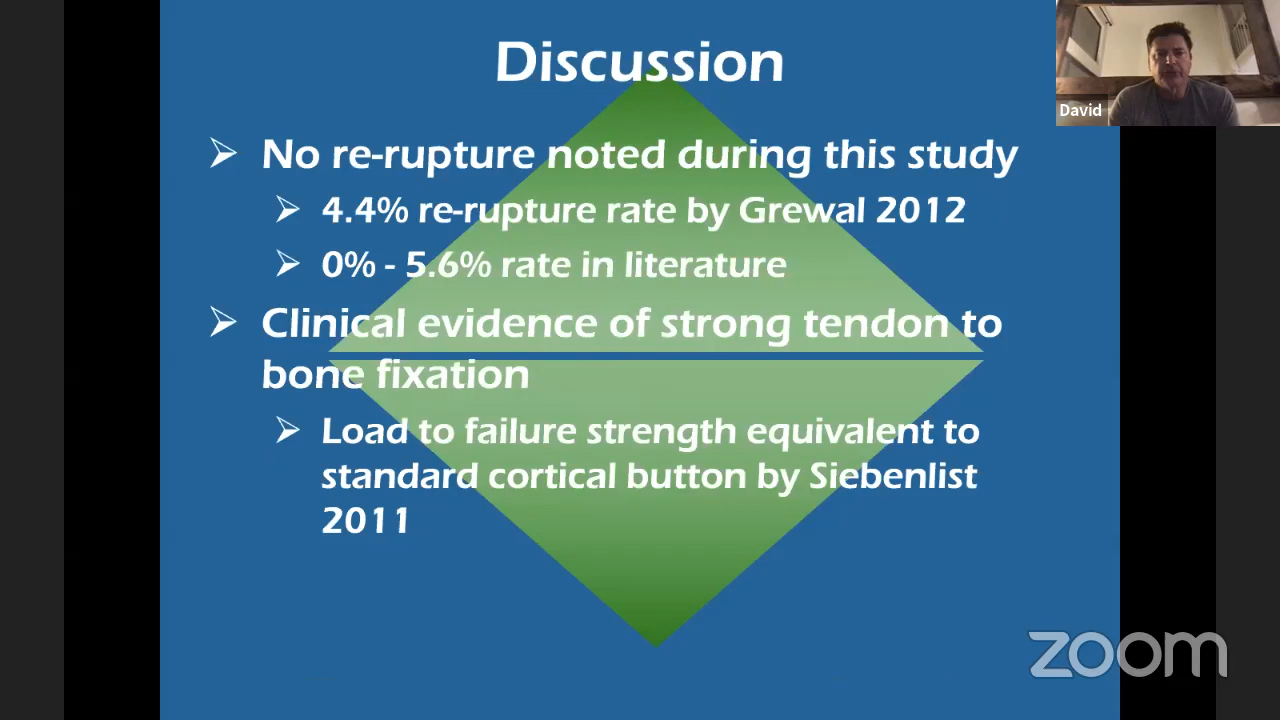 Discussion
David
No re-rupture noted during this study
4.4% re-rupture rate by Grewal 2012
0% - 5.6% rate in literature
Clinical evidence of strong tendon to
bone fixation
Load to failure strength equivalent to
standard cortical button by Siebenlist
2011
zoom